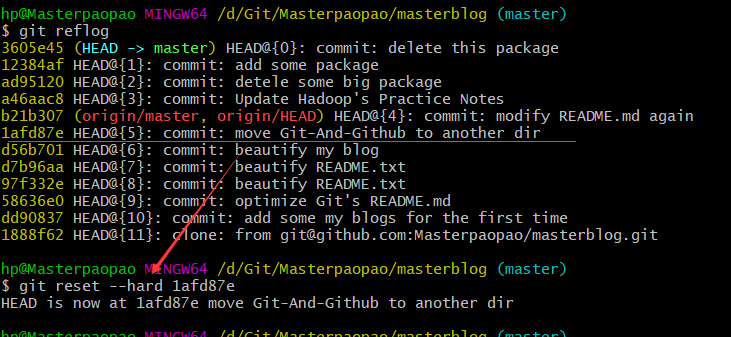 hp@Masterpaopao MINGW64 /d/Git/Masterpaopao/masterblog (master)
$ git reflog
3605e45 (HEAD -> master) HEAD@{0}: commit: delete this package
12384af HEAD@{1}: commit: add some package
ad95120 HEAD@{2}: commit: detele some big package
a46aac8 HEAD@{3}: commit: Update Hadoop's Practice Notes
b21b307 (origin/master, origin/HEAD) HEAD@{4}: commit: modify README.md again
1afd87e HEAD@{5}: commit: move Git-And-Github to another dir
d56b701 HEAD@{6}: commit: beautify my blog
d7b96aa HEAD@{7}: commit: beautify README.txt
97f332e HEAD@{8}: commit: beautify README.txt
58636e0 HEAD@{9}: commit: optimize Git's README.md
dd90837 HEAD@{10}: commit: add some my blogs for the first time
1888f62 HEAD@{11}: clone: from git@github.com:Masterpaopao/masterblog.git
hp@Masterpaopao MINGW64 /d/Git/Masterpaopao/masterblog (master)
$ git reset --hard 1afd87e
HEAD is now at 1afd87e move Git-And-Github to another dir
hp@Masterpaopao MINGW64 /d/Git/Masterpaopao/masterblog (master)